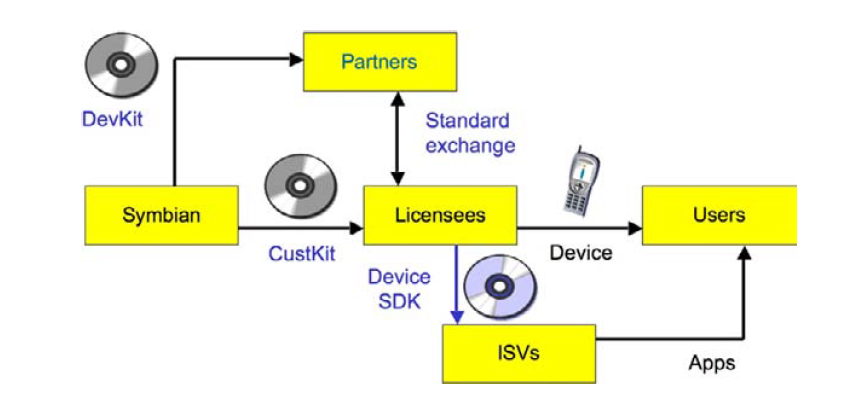 Partners
DevKit
Standard
exchange
Symbian
Licensees
Users
CustKit
Device
Device
SDK
ISVs
Apps